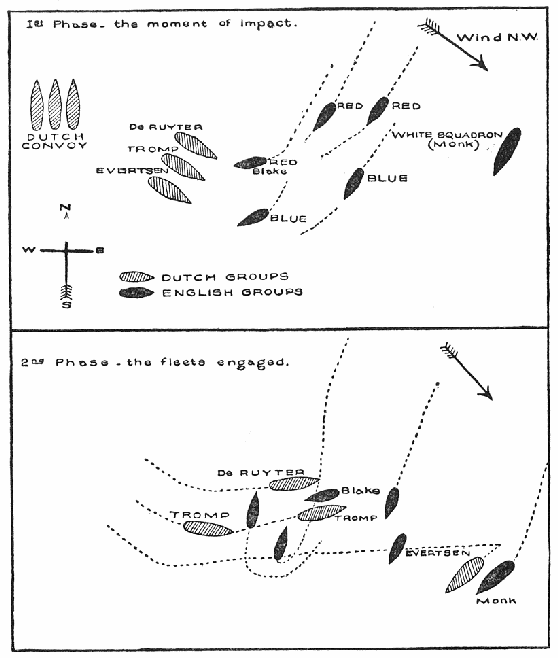 1st Phase - the moment of impact.
Wind N.W.
RED
RED
DUTCH
CONVOY
De RUYTER
TROMP
EVERTSEN
RED
Blake
WHITE SQUADRON
(Monk)
BLUE
BLUE
N
W
E
S
DUTCH GROUPS
ENGLISH GROUPS
2nd Phase - the fleets engaged.
De RUYTER
Blake
TROMP
TROMP
EVERTSEN
Monk